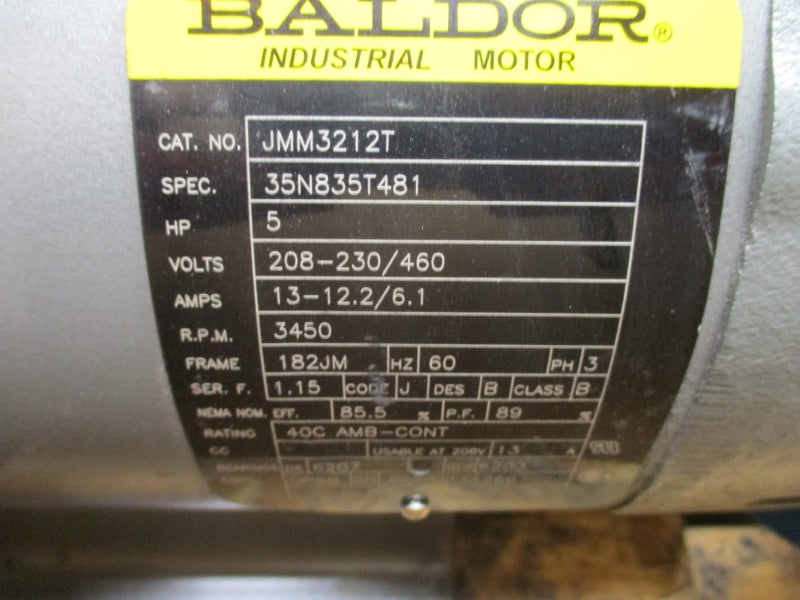 BALDOR®
INDUSTRIAL MOTOR
CAT. NO. JMM3212T
SPEC. 35N835T481
HP 5
VOLTS 208-230/460
AMPS 13-12.2/6.1
R.P.M. 3450
FRAME 182JM HZ 60 PH 3
SER. F. 1.15 CODE J DES B CLASS B
NEMA NOM. EFF. 85.5 % P.F. 89 %
RATING 40C AMB-CONT
CC USABLE AT 208V 13 A
BEARINGS DE 6207